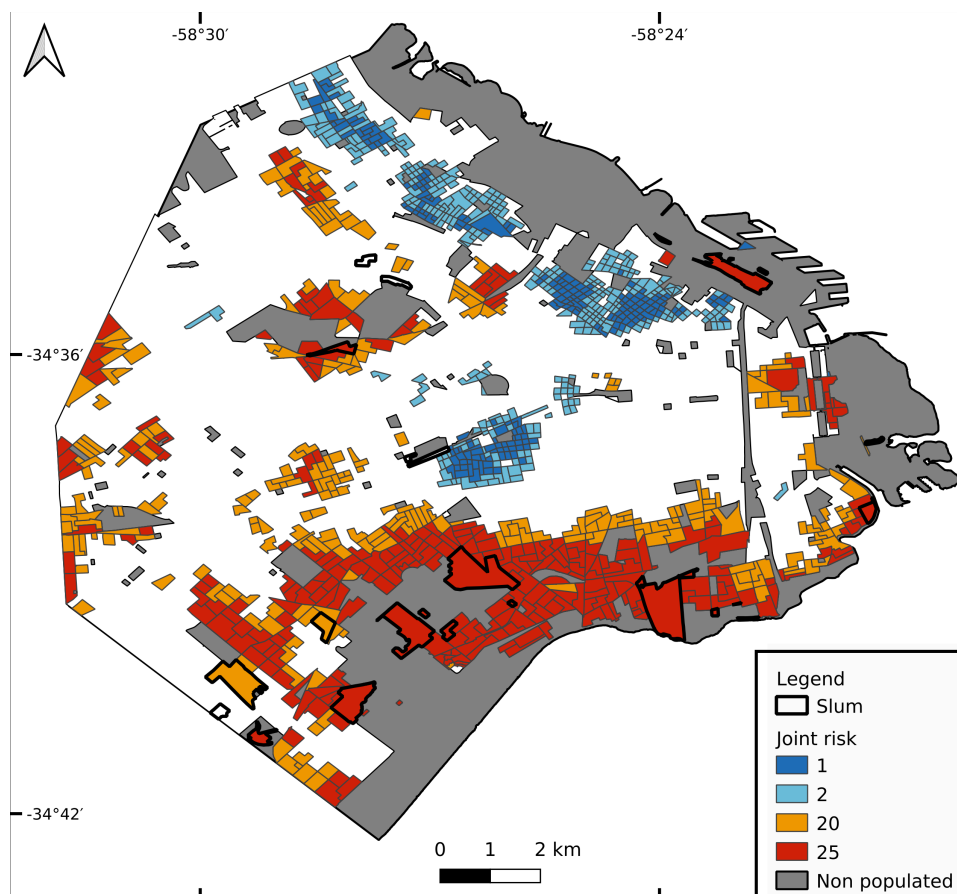 -58°30′
-58°24′
-34°36′
-34°42′
0 1 2 km
Legend
Slum
Joint risk
1
2
20
25
Non populated